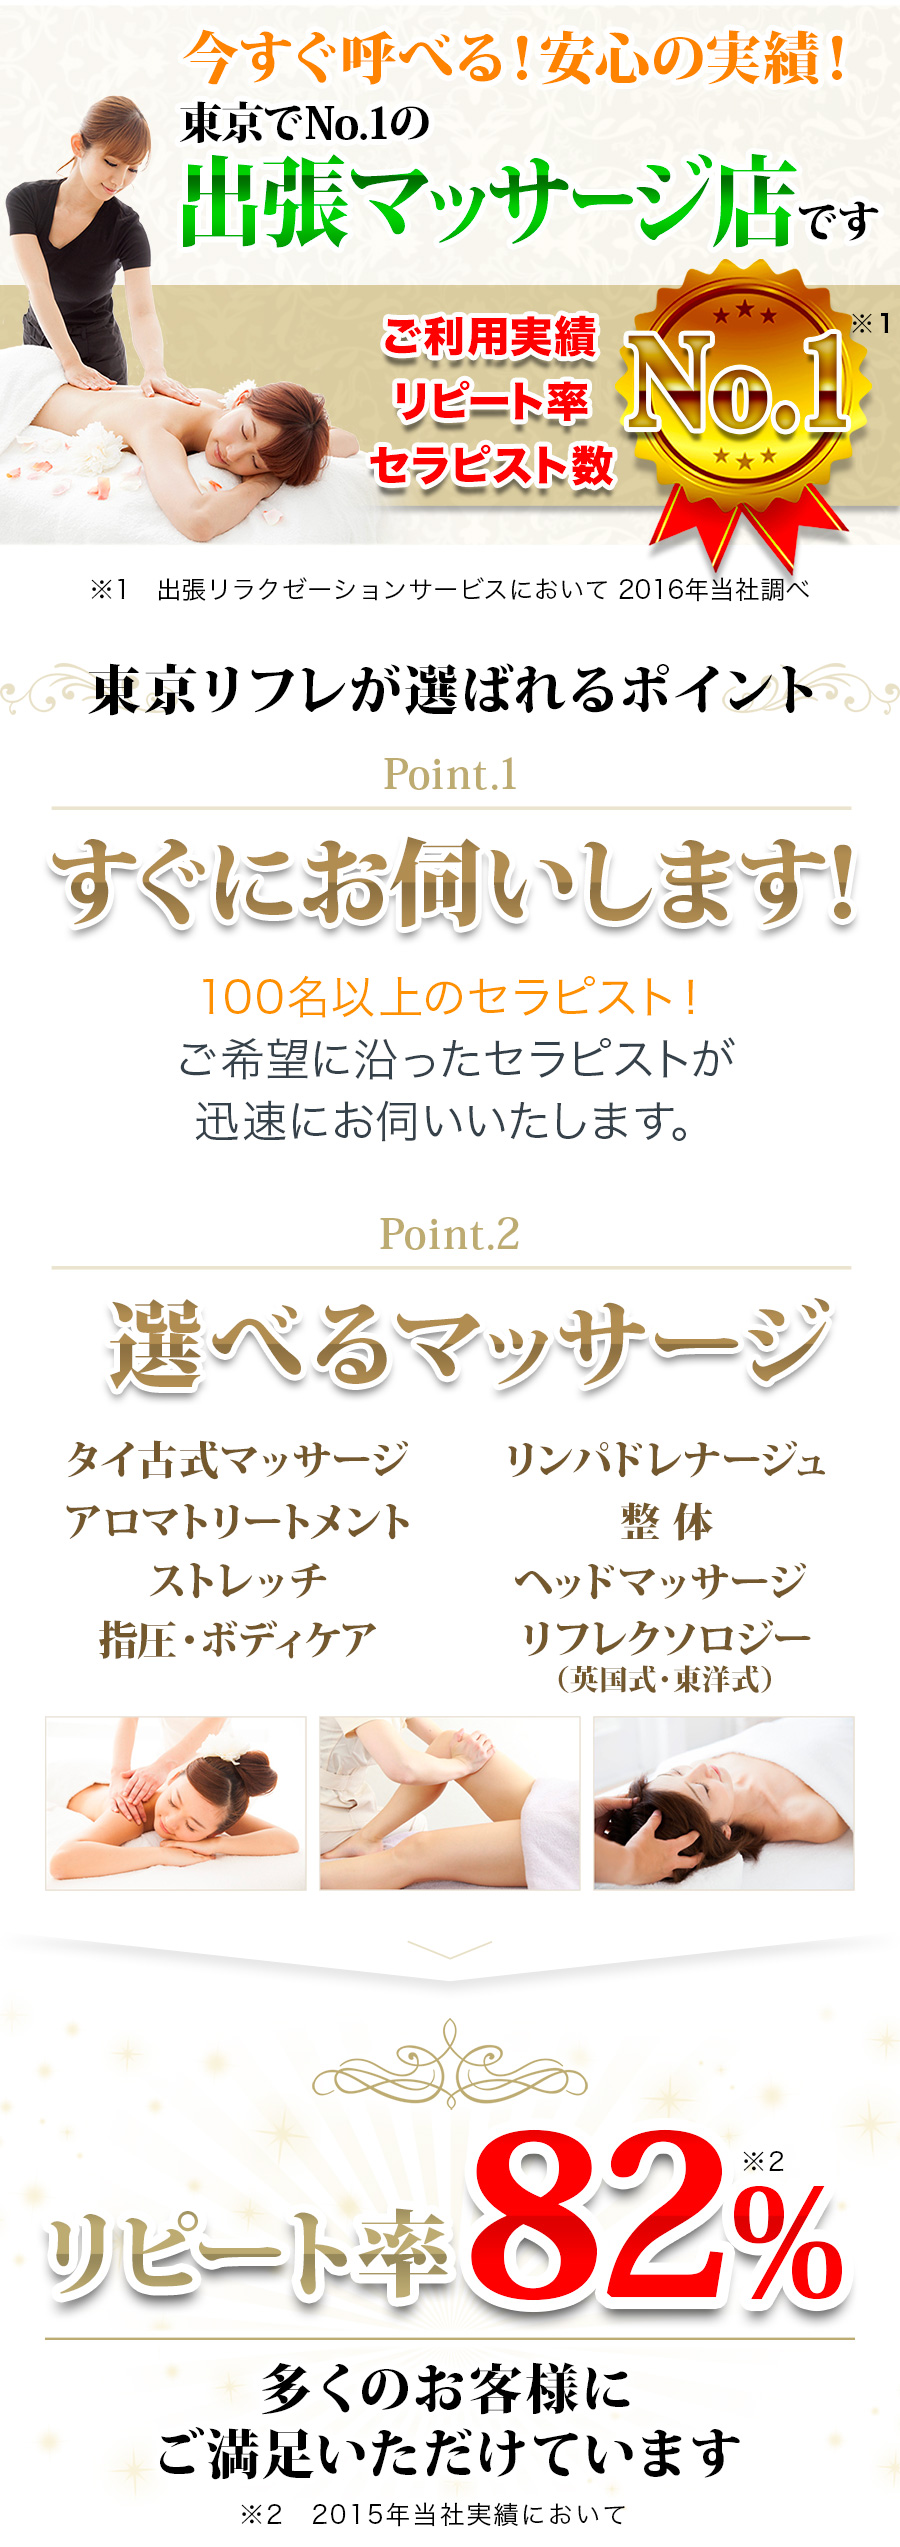 今すぐ呼べる！安心の実績！
東京でNo.1の
出張マッサージ店です
ご利用実績
リピート率
セラピスト数
No.1
※1
※1　出張リラクゼーションサービスにおいて 2016年当社調べ
東京リフレが選ばれるポイント
Point.1
すぐにお伺いします!
100名以上のセラピスト！
ご希望に沿ったセラピストが
迅速にお伺いいたします。
Point.2
選べるマッサージ
タイ古式マッサージ
リンパドレナージュ
アロマトリートメント
整 体
ストレッチ
ヘッドマッサージ
指圧・ボディケア
リフレクソロジー
（英国式・東洋式）
リピート率82%
※2
多くのお客様に
ご満足いただけています
※2　2015年当社実績において